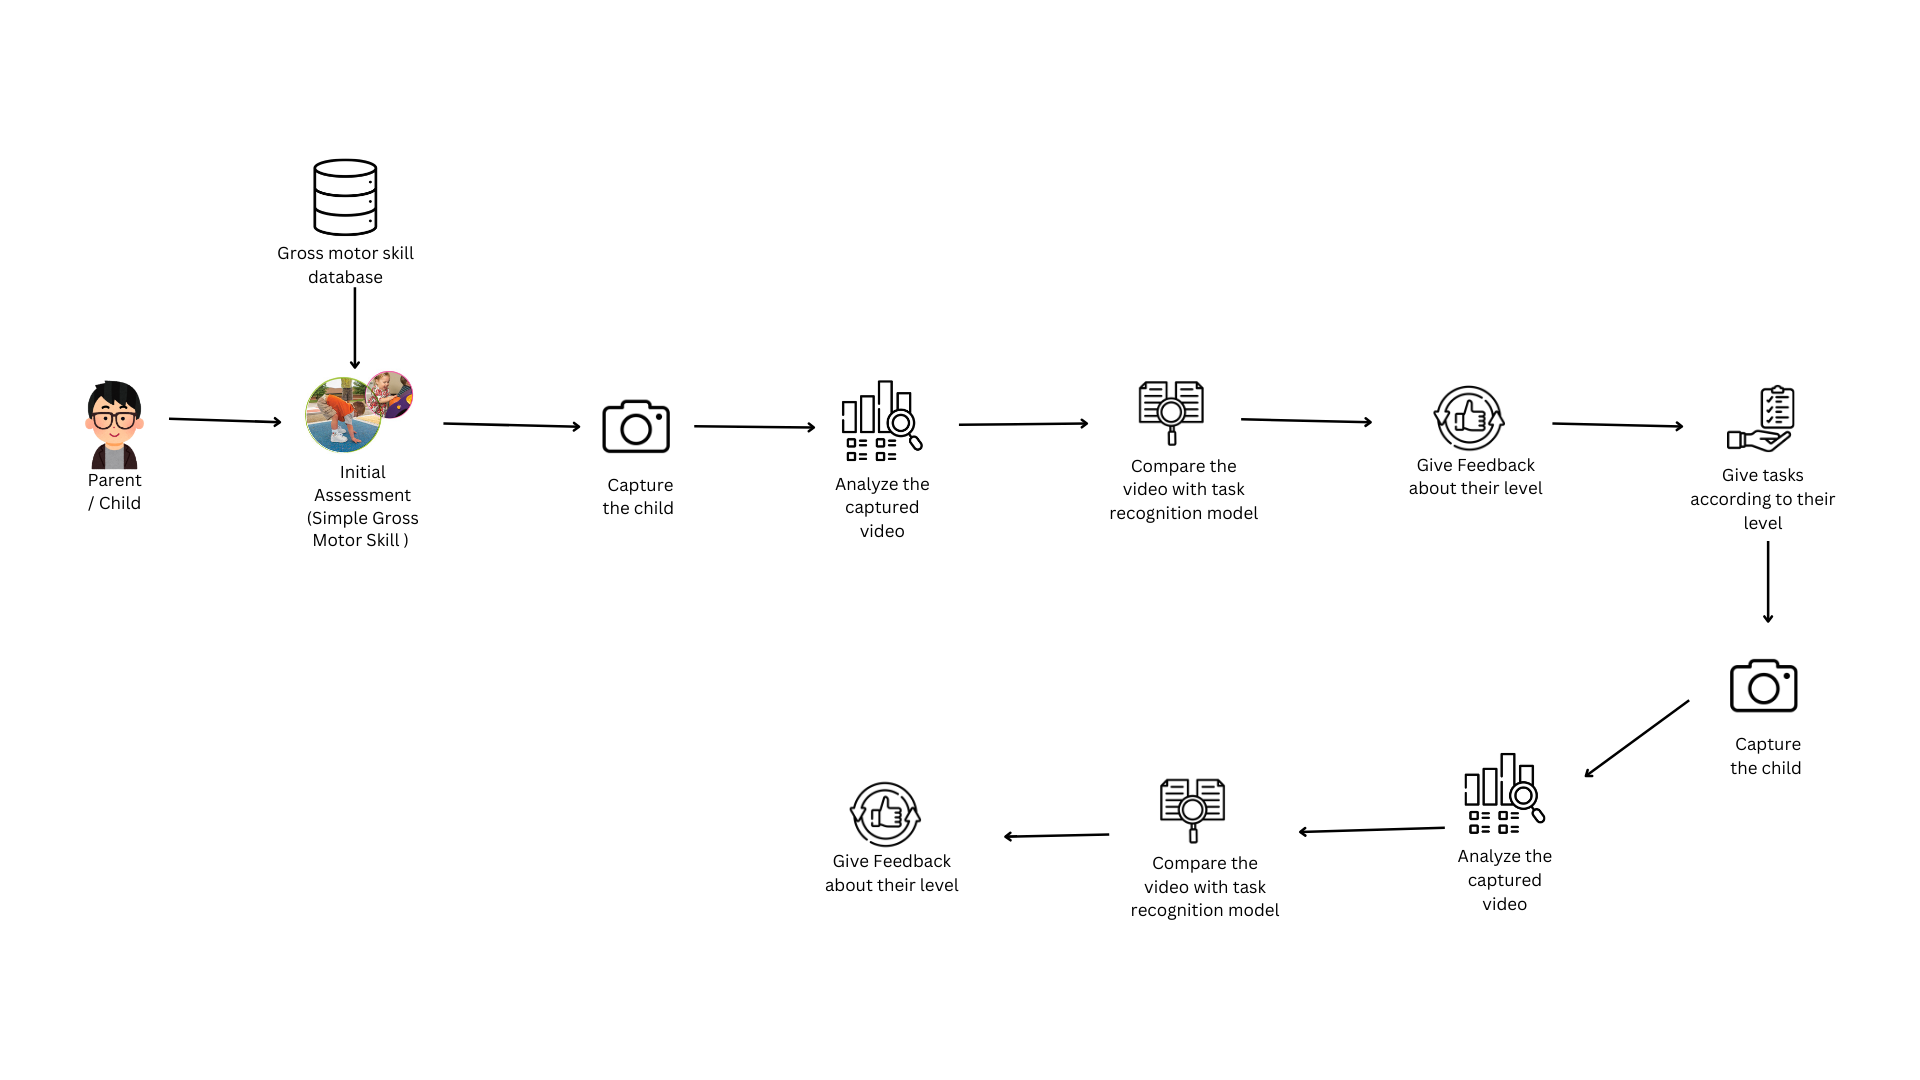 Gross motor skill
database
Parent
/ Child
Initial
Assessment
(Simple Gross
Motor Skill )
Capture
the child
Analyze the
captured
video
Compare the
video with task
recognition model
Give Feedback
about their level
Give tasks
according to their
level
Capture
the child
Analyze the
captured
video
Compare the
video with task
recognition model
Give Feedback
about their level